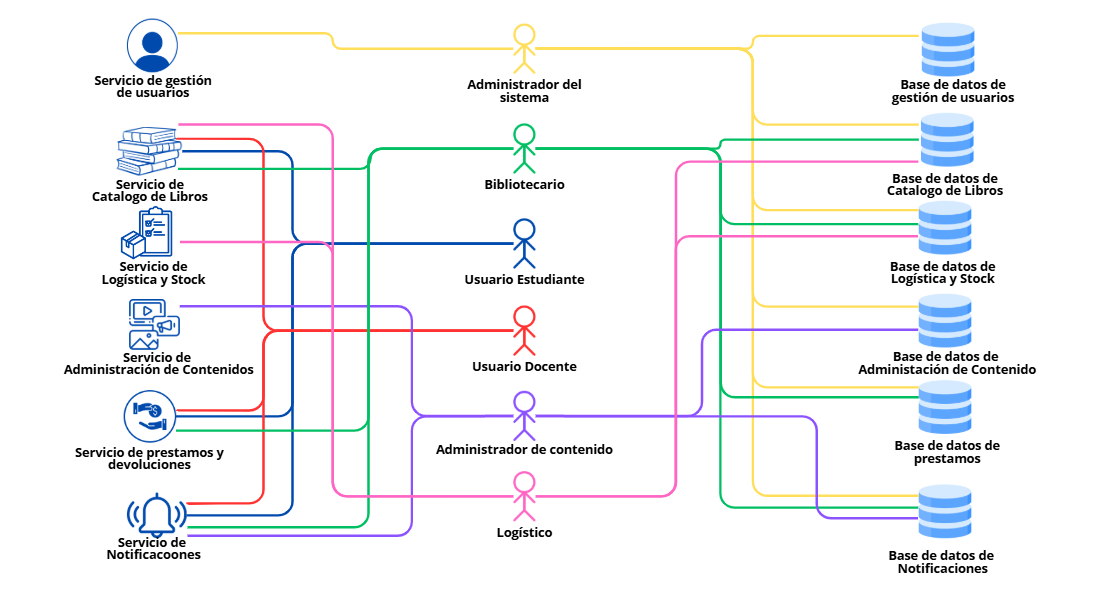 Servicio de gestión
de usuarios
Servicio de
Catalogo de Libros
Servicio de
Logística y Stock
Servicio de
Administración de Contenidos
Servicio de prestamos y
devoluciones
Servicio de
Notificacoones
Administrador del
sistema
Bibliotecario
Usuario Estudiante
Usuario Docente
Administrador de contenido
Logístico
Base de datos de
gestión de usuarios
Base de datos de
Catalogo de Libros
Base de datos de
Logística y Stock
Base de datos de
Administación de Contenido
Base de datos de
prestamos
Base de datos de
Notificaciones